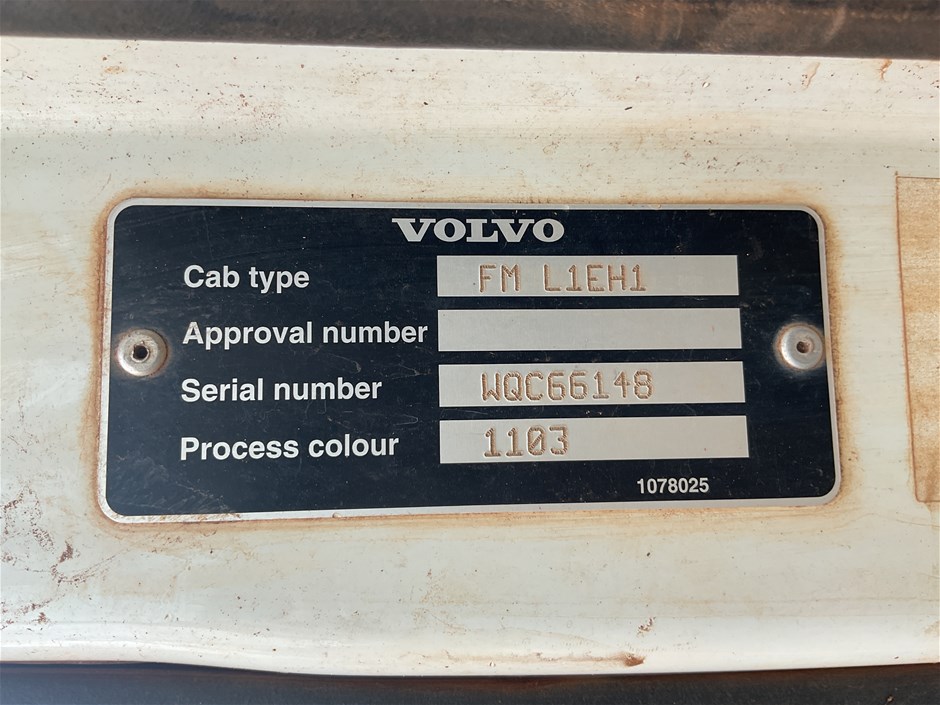 VOLVO
Cab type FM L1EH1
Approval number
Serial number WQC66148
Process colour 1103
1078025